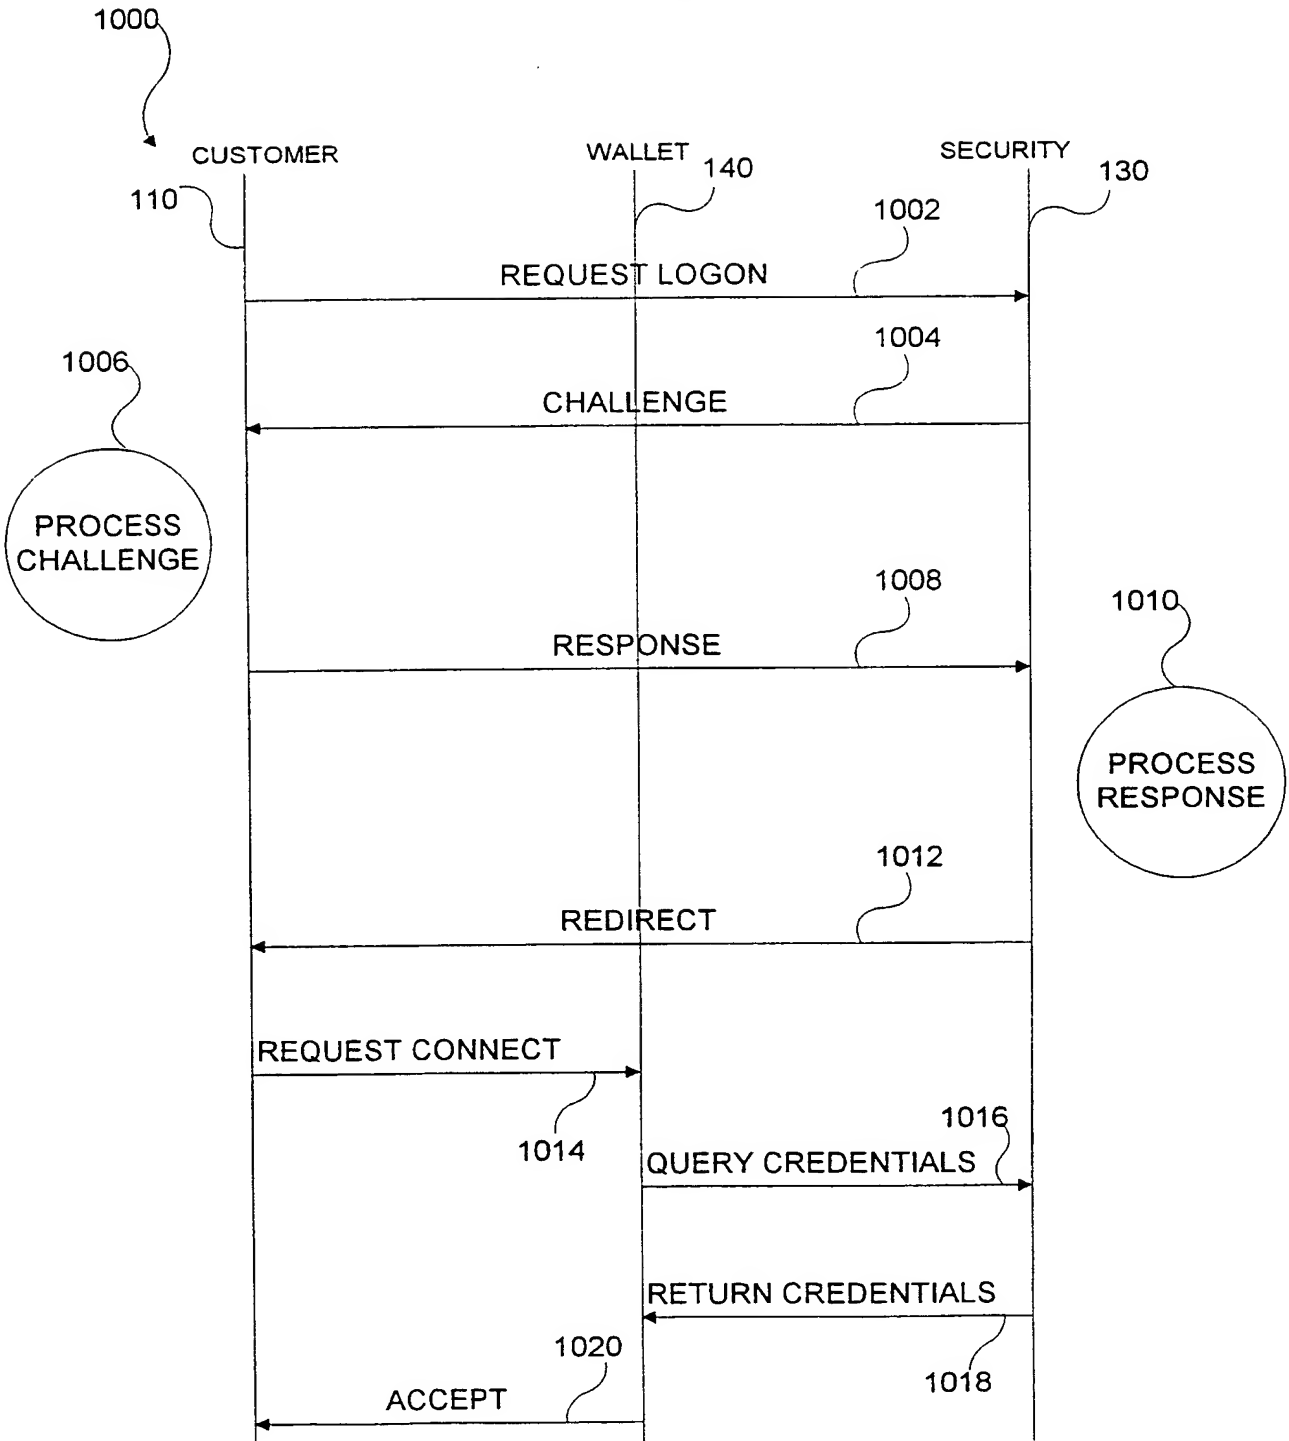 1000
CUSTOMER
WALLET
SECURITY
110
140
130
1002
REQUEST LOGON
1004
1006
CHALLENGE
PROCESS
CHALLENGE
1008
1010
RESPONSE
PROCESS
RESPONSE
1012
REDIRECT
REQUEST CONNECT
1014
1016
QUERY CREDENTIALS
RETURN CREDENTIALS
1020
1018
ACCEPT